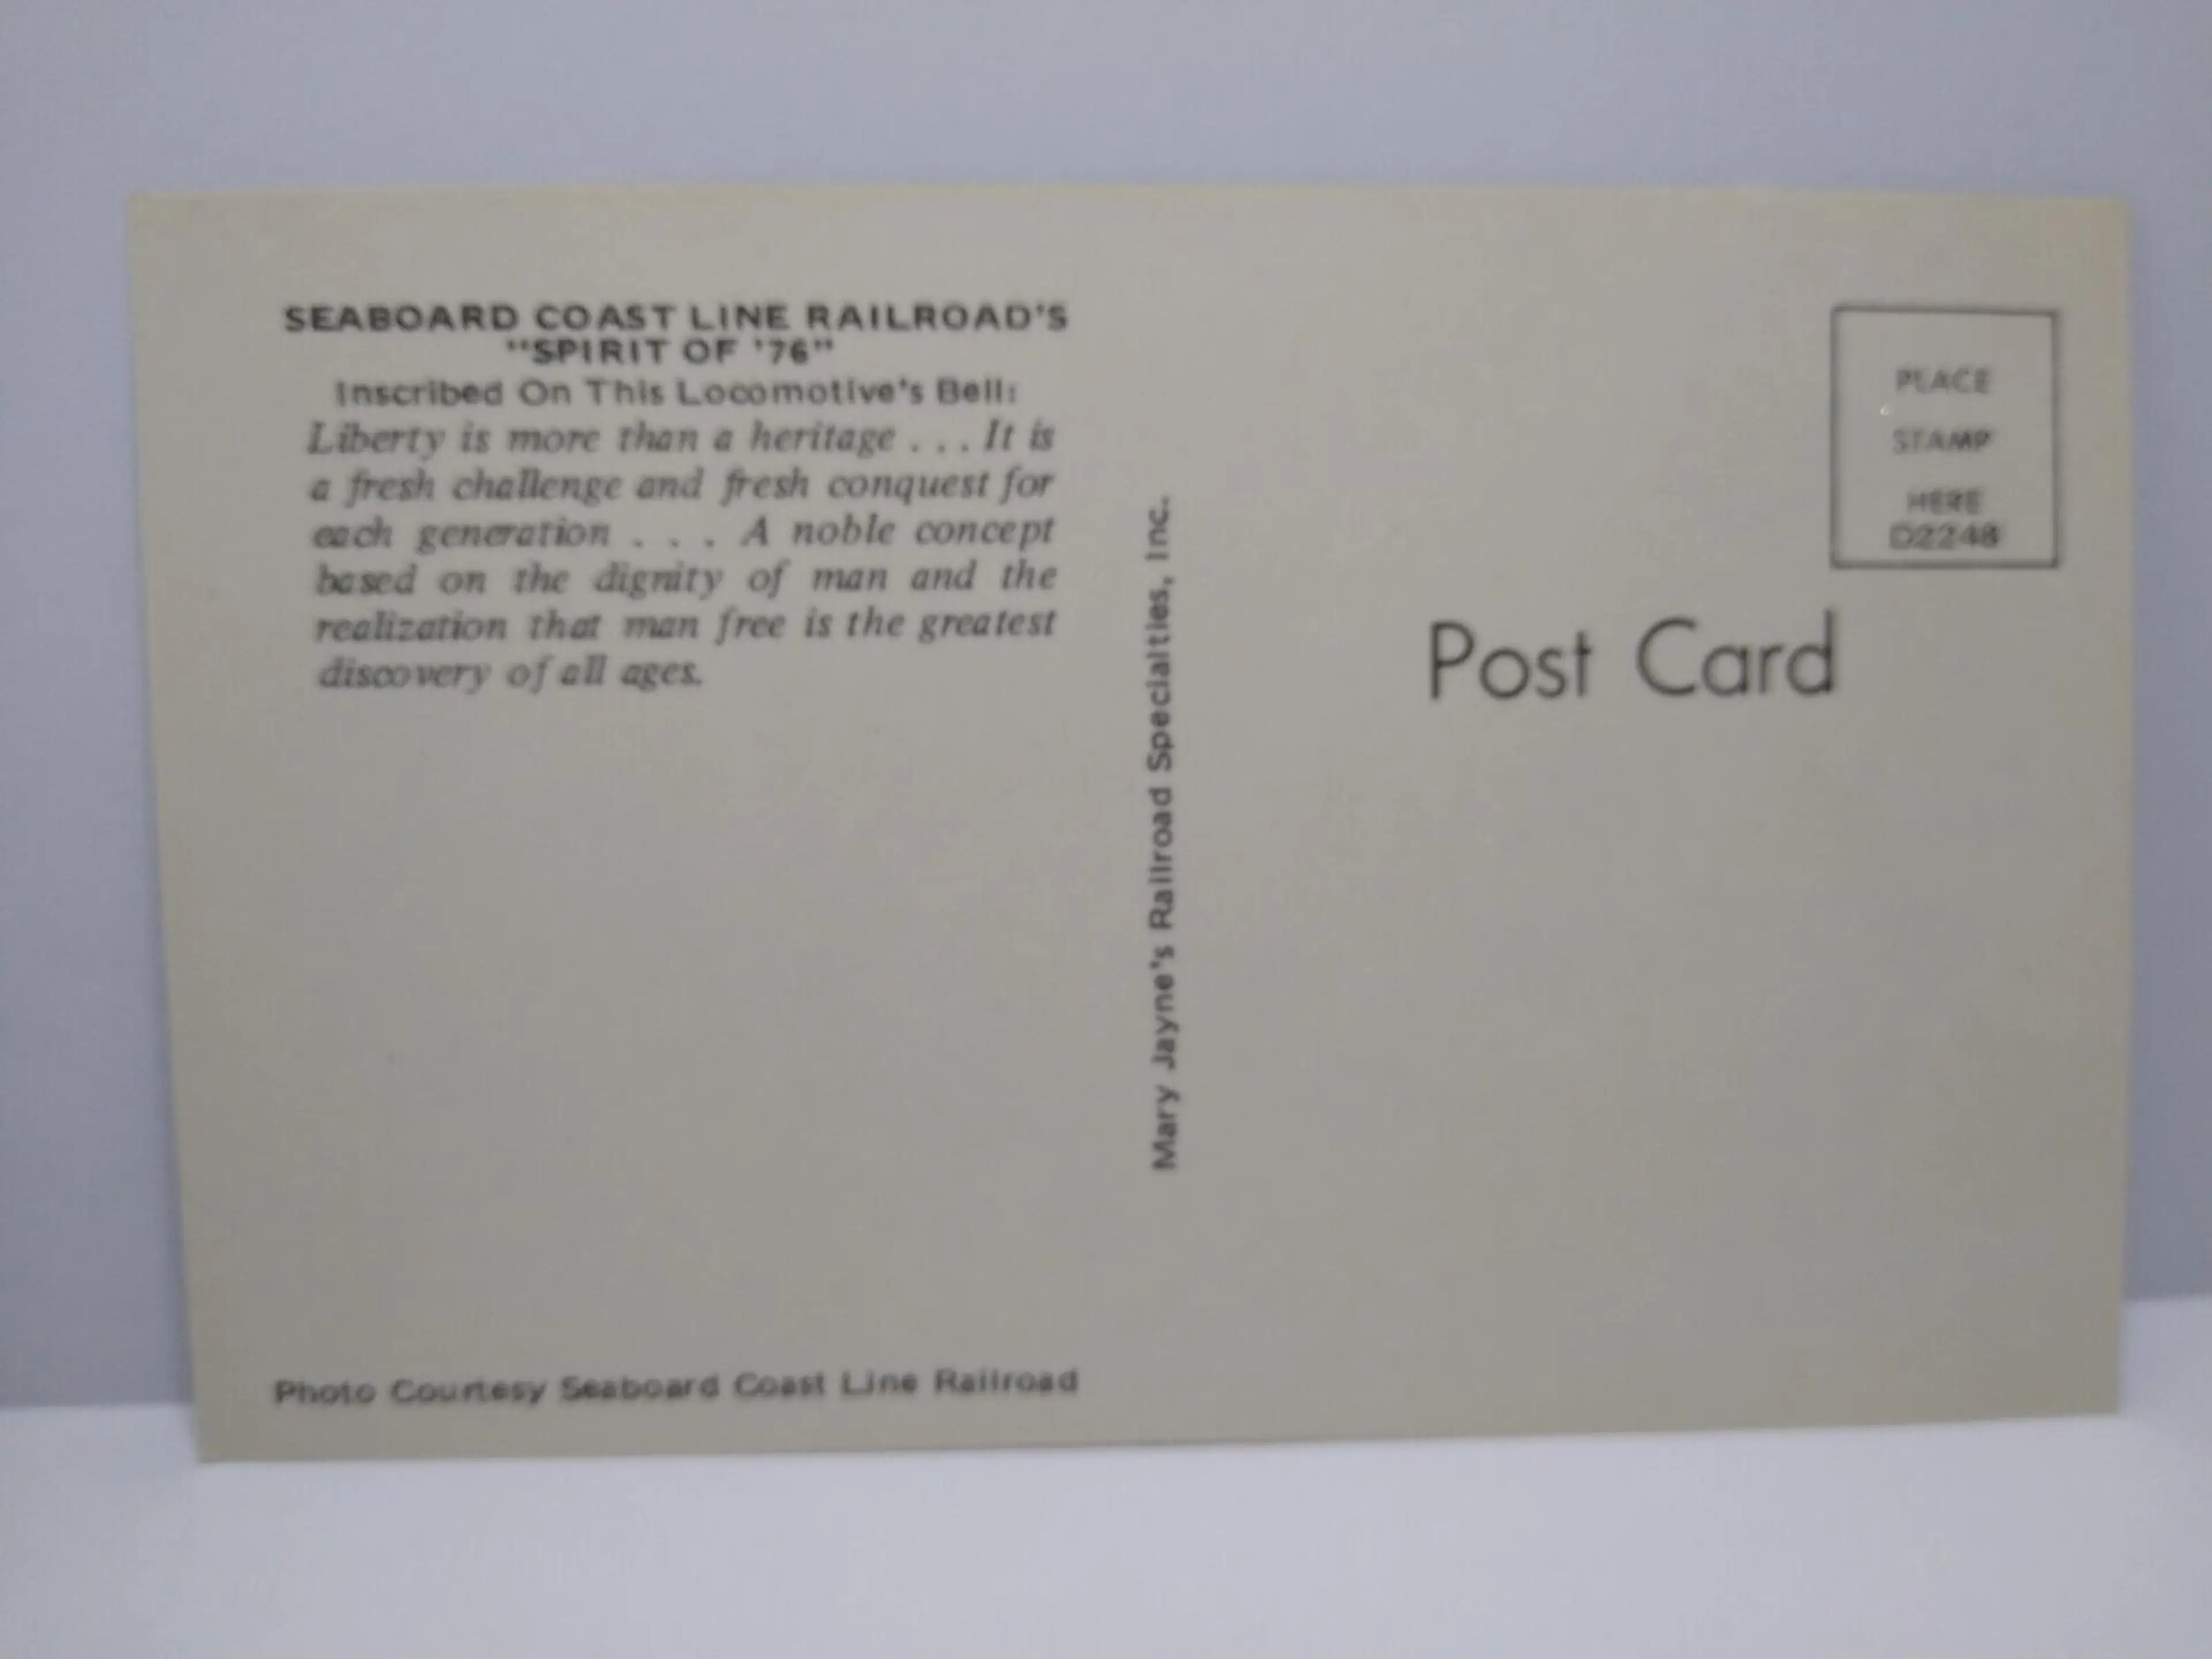 SEABOARD COAST LINE RAILROAD'S
"SPIRIT OF '76"
Inscribed On This Locomotive's Bell:
Liberty is more than a heritage . . . It is
a fresh challenge and fresh conquest for
each generation . . . A noble concept
based on the dignity of man and the
realization that man free is the greatest
discovery of all ages.
Photo Courtesy Seaboard Coast Line Railroad
Mary Jayne's Railroad Specialties, Inc.
PLACE
STAMP
HERE
D2248
Post Card